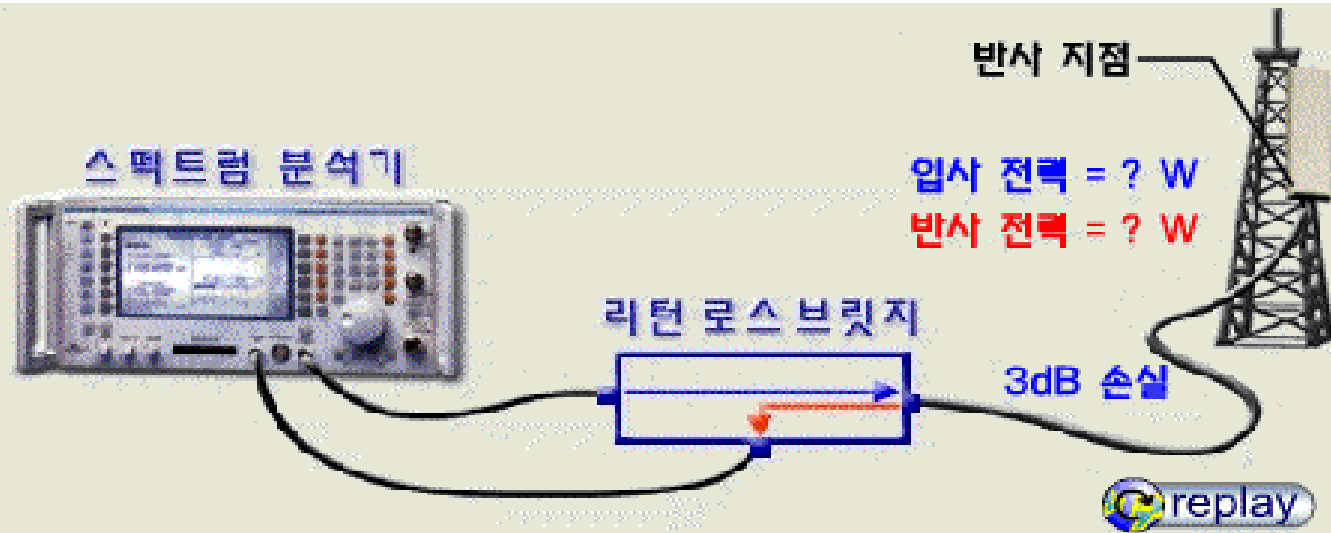 반사 지점
스펙트럼 분석기
입사 전력 = ? W
반사 전력 = ? W
리턴 로스 브릿지
3dB 손실
replay